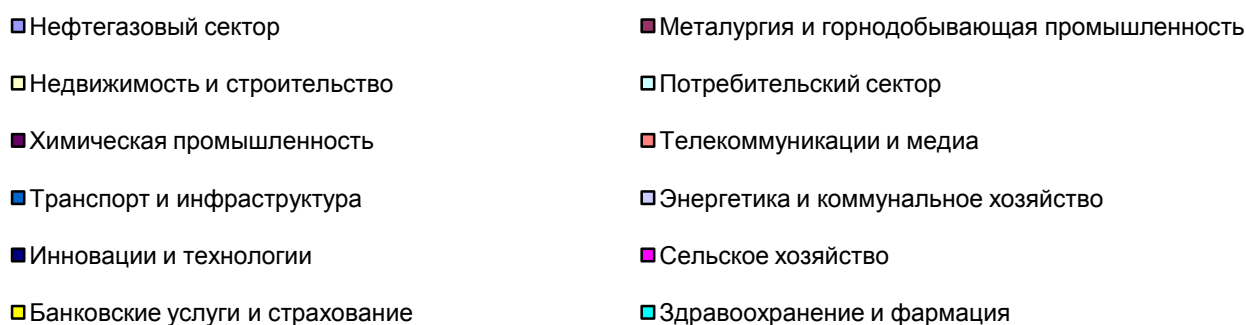 Нефтегазовый сектор
Металургия и горнодобывающая промышленность
Недвижимость и строительство
Потребительский сектор
Химическая промышленность
Телекоммуникации и медиа
Транспорт и инфраструктура
Энергетика и коммунальное хозяйство
Инновации и технологии
Сельское хозяйство
Банковские услуги и страхование
Здравоохранение и фармация